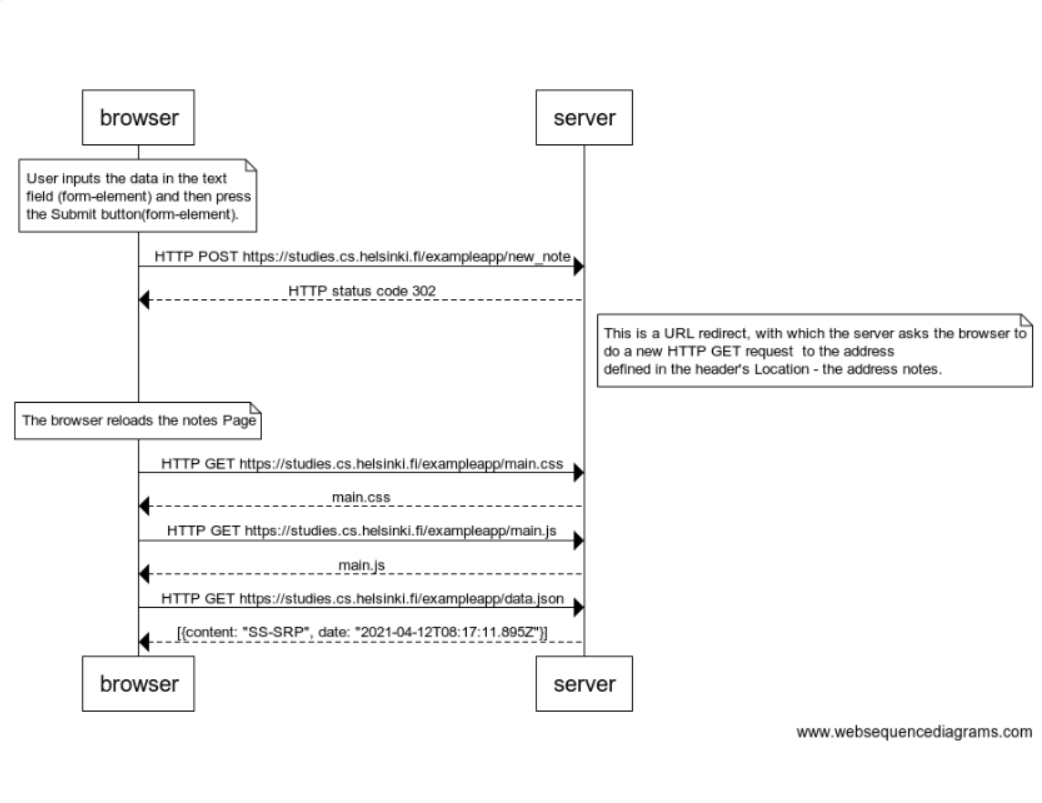 browser
server
User inputs the data in the text
field (form-element) and then press
the Submit button(form-element).
HTTP POST https://studies.cs.helsinki.fi/exampleapp/new_note
HTTP status code 302
This is a URL redirect, with which the server asks the browser to
do a new HTTP GET request  to the address
defined in the header's Location - the address notes.
The browser reloads the notes Page
HTTP GET https://studies.cs.helsinki.fi/exampleapp/main.css
main.css
HTTP GET https://studies.cs.helsinki.fi/exampleapp/main.js
main.js
HTTP GET https://studies.cs.helsinki.fi/exampleapp/data.json
[{content: "SS-SRP", date: "2021-04-12T08:17:11.895Z"}]
browser
server
www.websequencediagrams.com